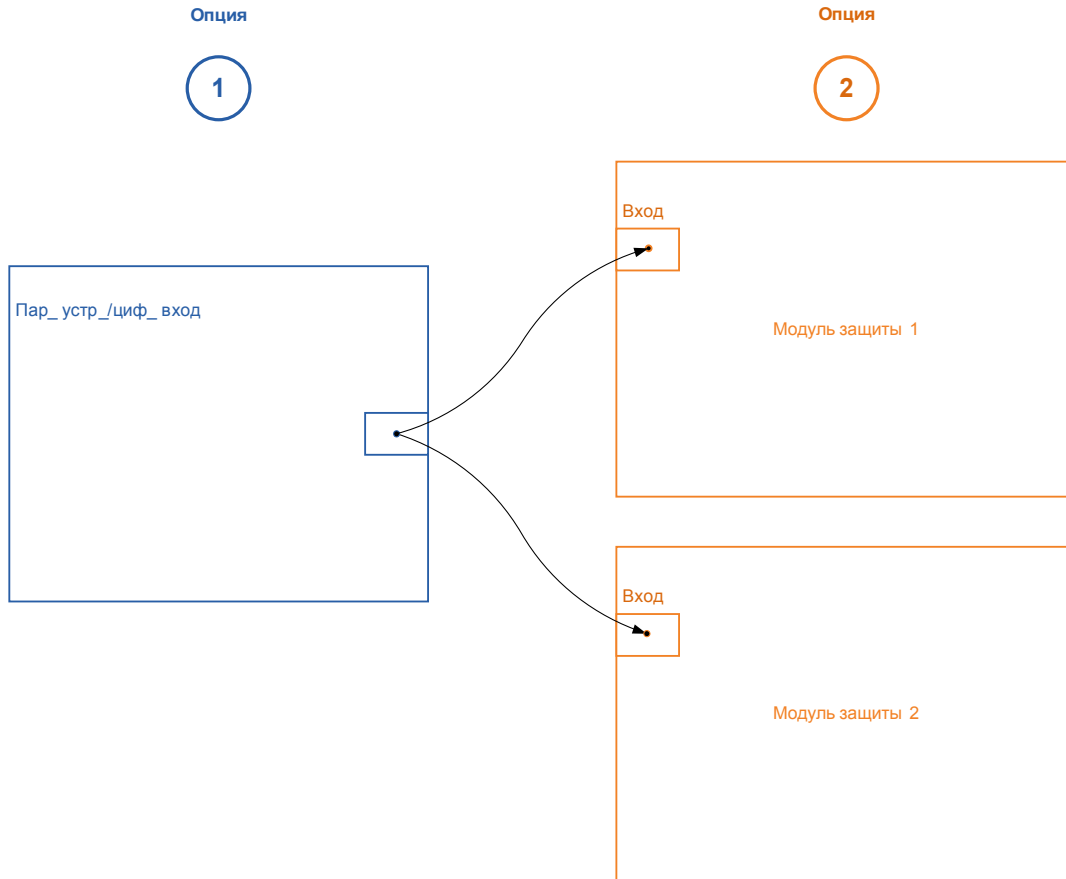 Опция
1
Опция
2
Вход
Модуль защиты 1
Пар_ устр_/циф_ вход
Вход
Модуль защиты 2